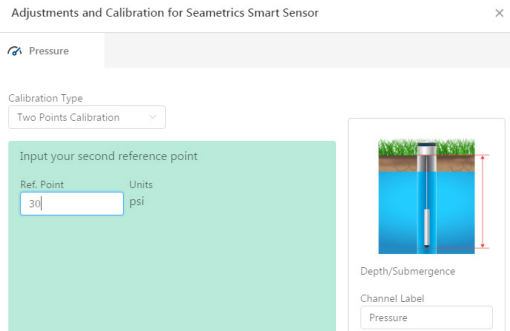 Adjustments and Calibration for Seametrics Smart Sensor
Pressure
Calibration Type
Two Points Calibration
Input your second reference point
Ref. Point Units
30 psi
Depth/Submergence
Channel Label
Pressure